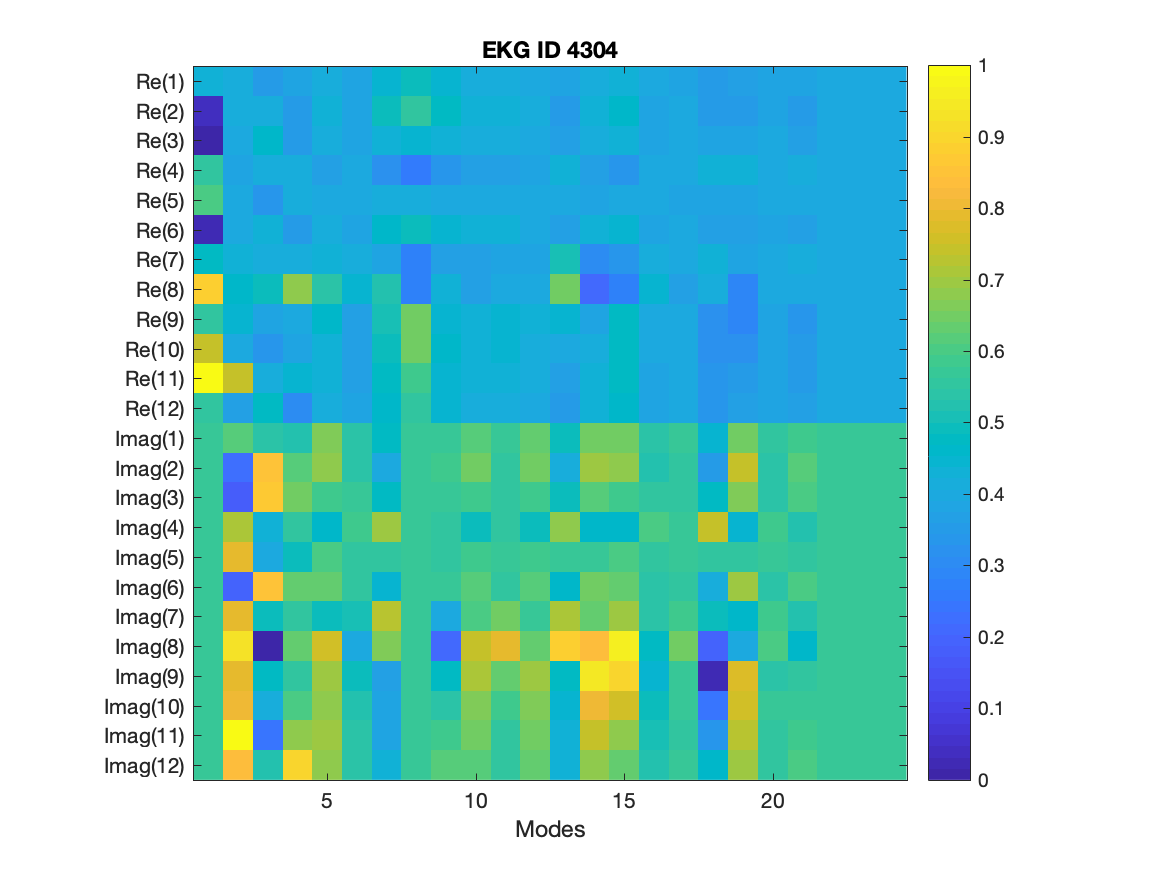 EKG ID 4304
Re(1)
Re(2)
Re(3)
Re(4)
Re(5)
Re(6)
Re(7)
Re(8)
Re(9)
Re(10)
Re(11)
Re(12)
Imag(1)
Imag(2)
Imag(3)
Imag(4)
Imag(5)
Imag(6)
Imag(7)
Imag(8)
Imag(9)
Imag(10)
Imag(11)
Imag(12)
5 10 15 20
Modes
1
0.9
0.8
0.7
0.6
0.5
0.4
0.3
0.2
0.1
0